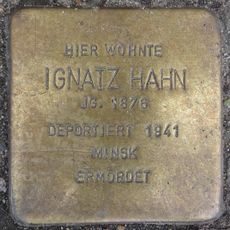 HIER WOHNTE
IGNATZ HAHN
JG. 1876
DEPORTIERT 1941
MINSK
ERMORDET